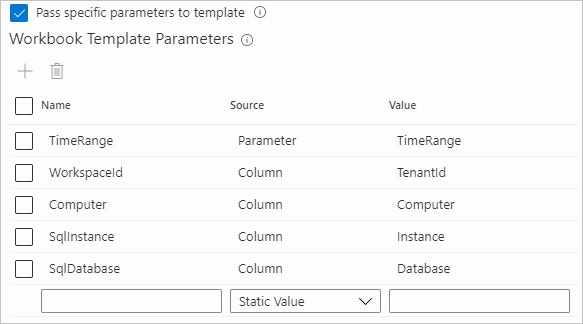 Pass specific parameters to template
Workbook Template Parameters
Name Source Value
TimeRange Parameter TimeRange
WorkspaceId Column TenantId
Computer Column Computer
SqlInstance Column Instance
SqlDatabase Column Database
Static Value